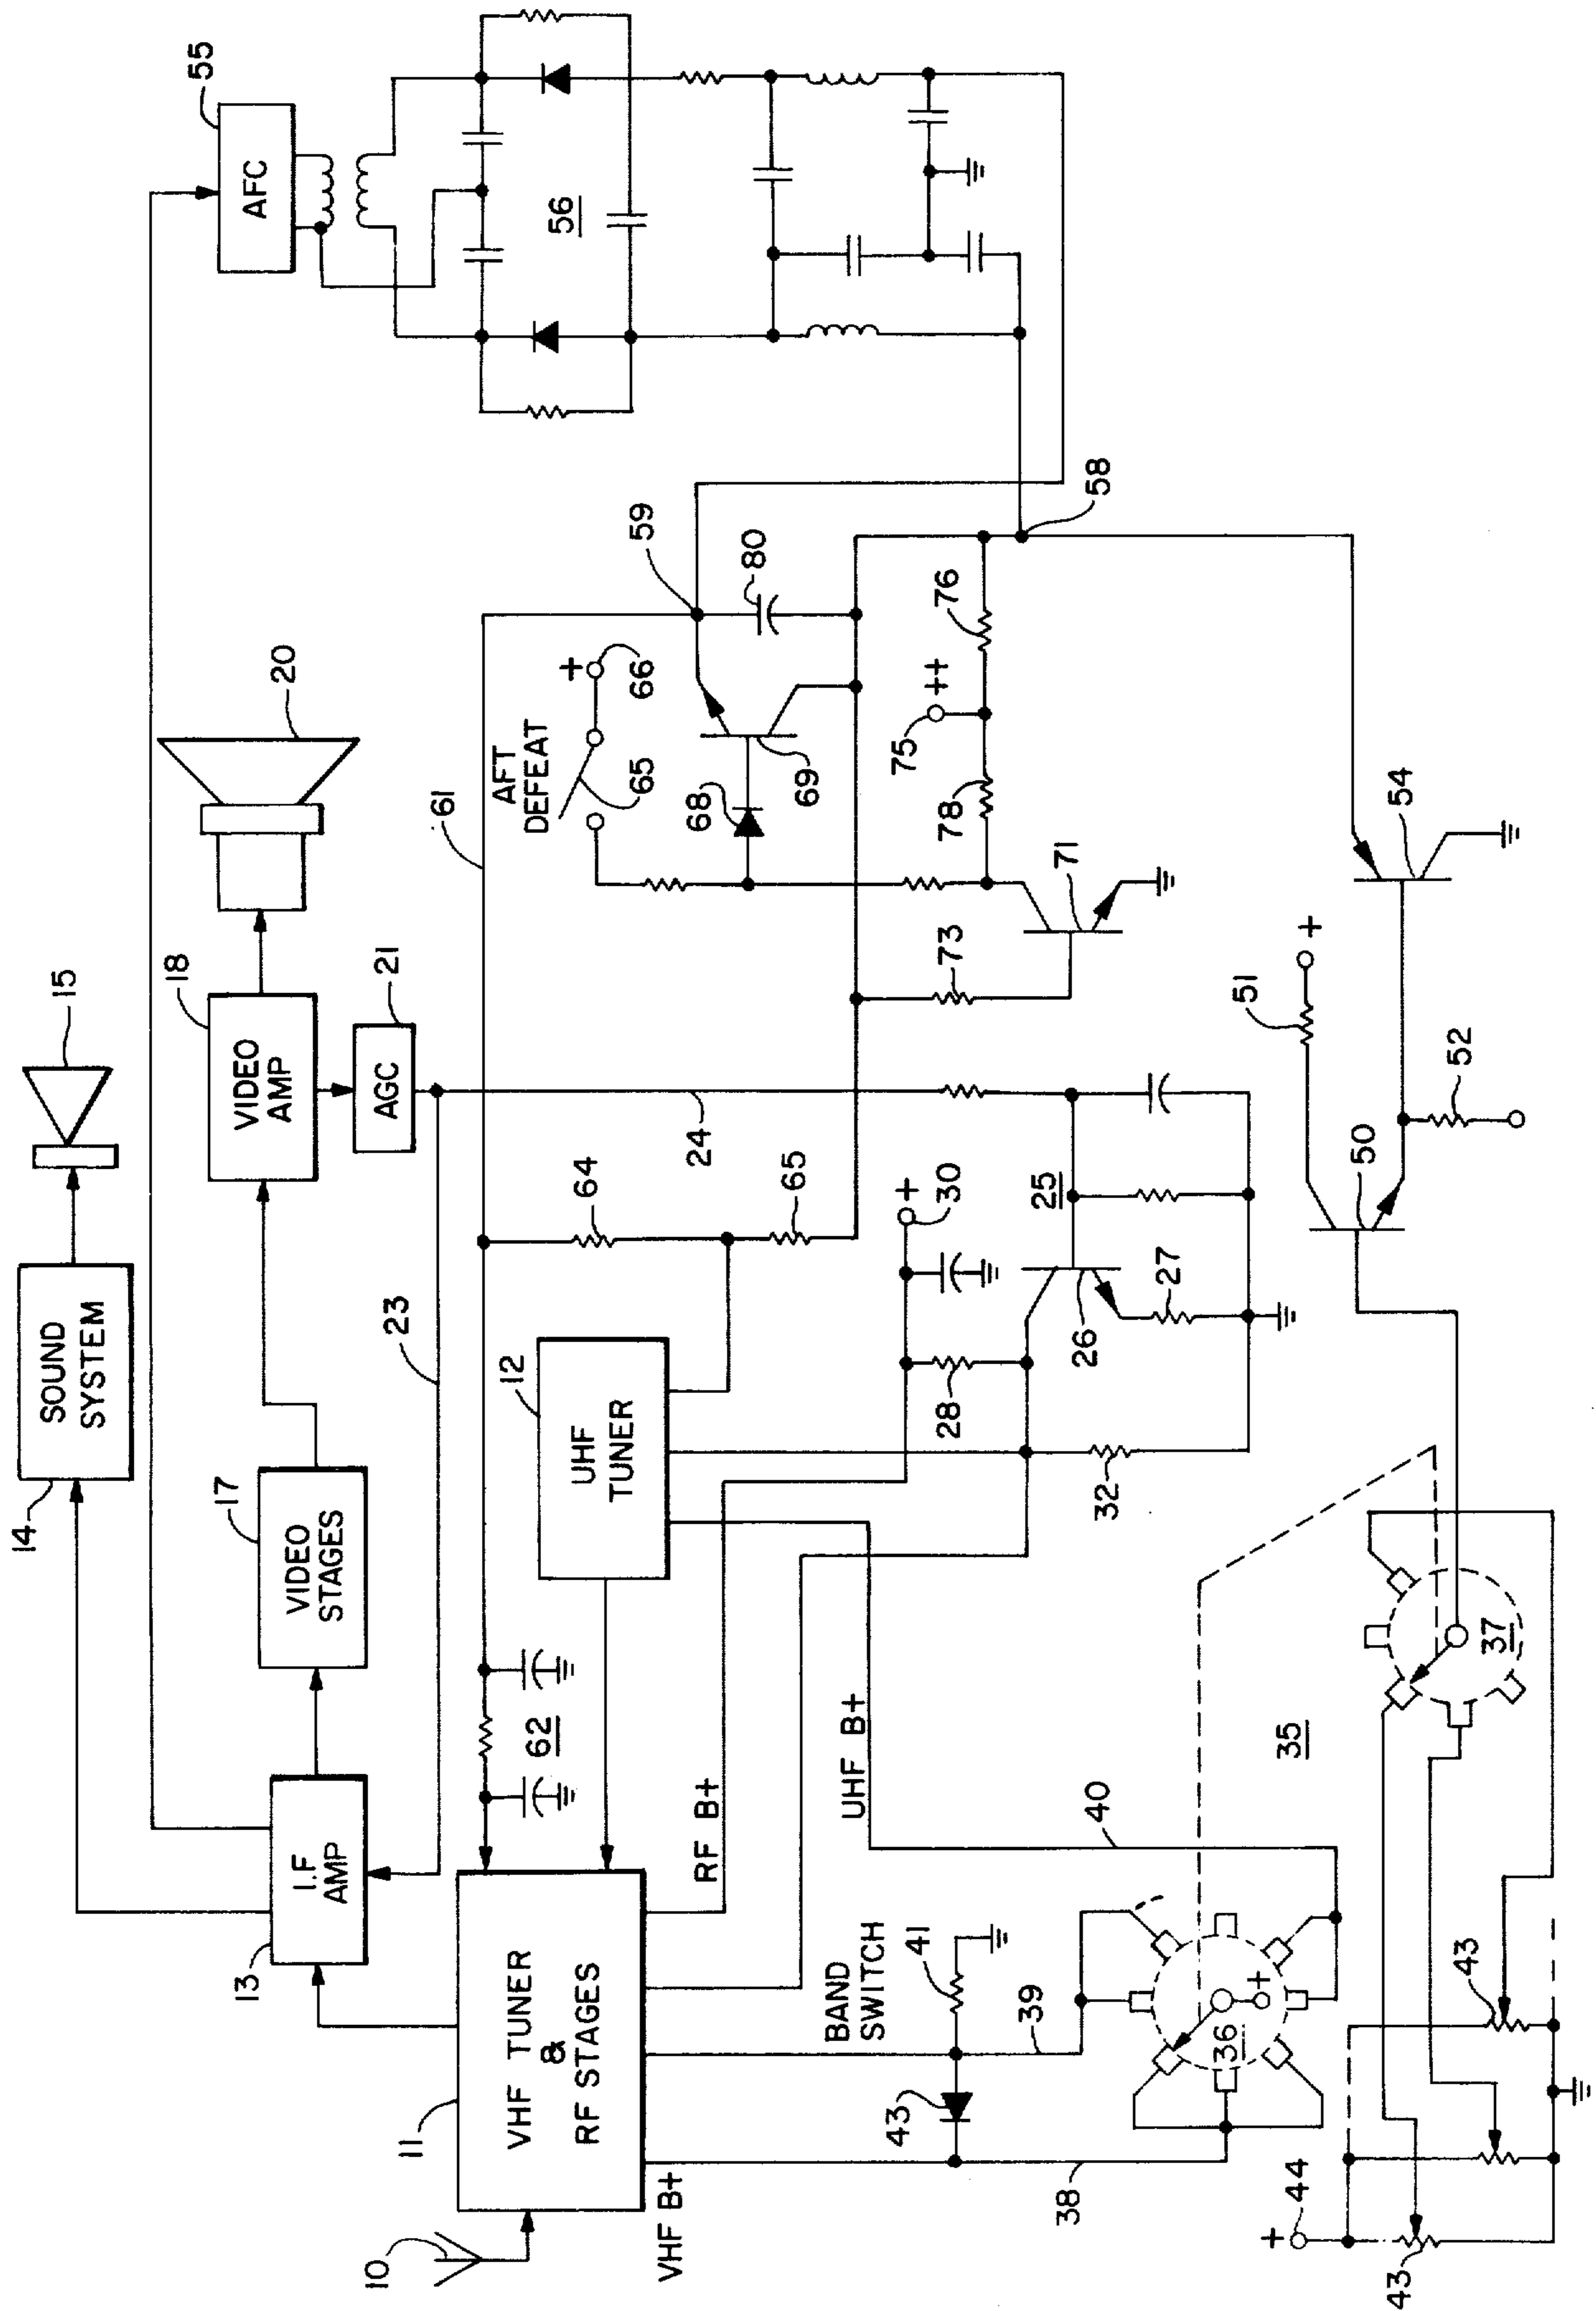 14
SOUND
SYSTEM
15
17
VIDEO
STAGES
18
VIDEO
AMP
20
21
AGC
13
I.F
AMP
23
24
55
AFC
56
10
11
VHF TUNER
&
RF STAGES
62
61
12
UHF
TUNER
64
65
AFT
DEFEAT
65
+
66
59
68
69
80
VHF B+
RF B+
UHF B+
BAND
SWITCH
30
+
28
25
26
27
32
73
71
78
75
++
76
58
43
41
38
39
40
36
+
35
37
50
51
+
52
54
+
44
43
43